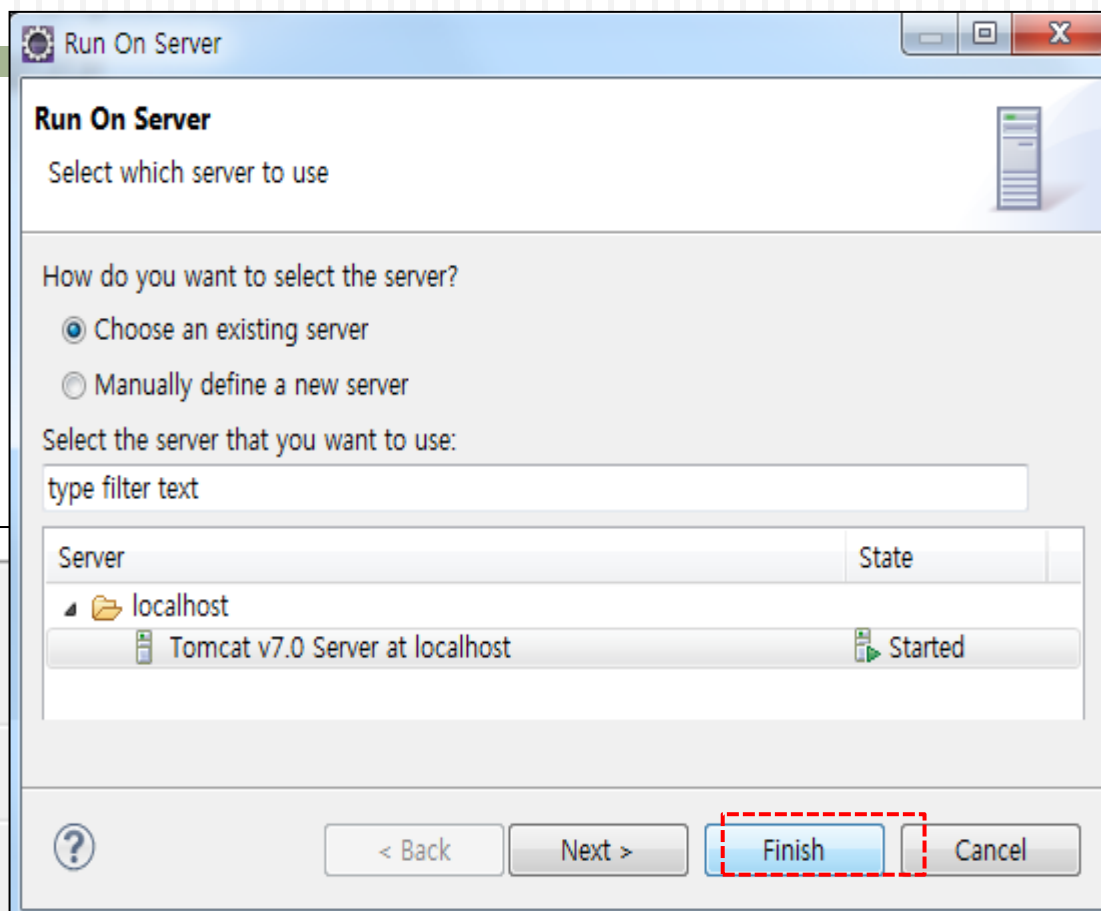 Run On Server
Run On Server
Select which server to use
How do you want to select the server?
Choose an existing server
Manually define a new server
Select the server that you want to use:
type filter text
Server State
localhost
Tomcat v7.0 Server at localhost Started
? < Back Next > Finish Cancel